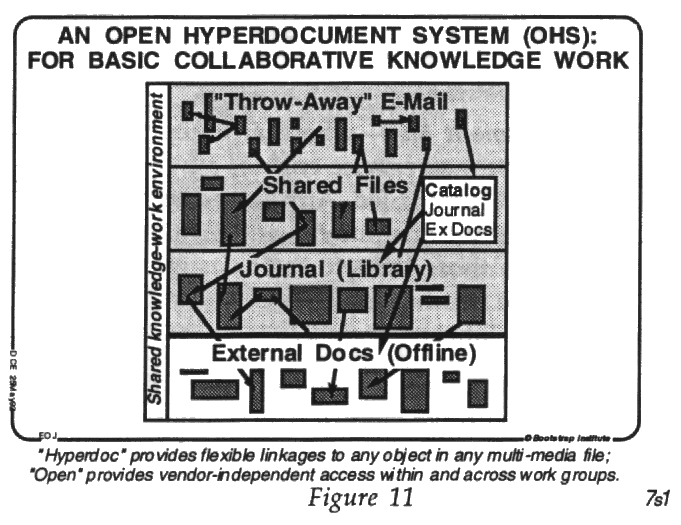 AN OPEN HYPERDOCUMENT SYSTEM (OHS):
FOR BASIC COLLABORATIVE KNOWLEDGE WORK
Shared knowledge-work environment
"Throw-Away" E-Mail
Shared Files
Catalog
Journal
Ex Docs
Journal (Library)
External Docs (Offline)
EOJ
© Bootstrap Institute
"Hyperdoc" provides flexible linkages to any object in any multi-media file;
"Open" provides vendor-independent access within and across work groups.
Figure 11
7s1